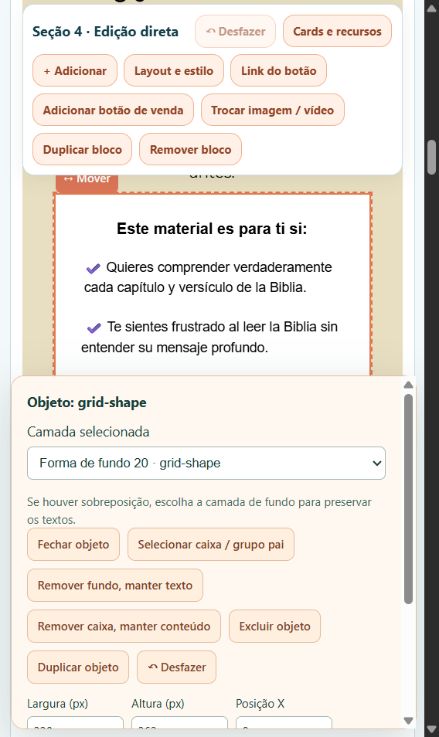 Seção 4 · Edição direta
↶ Desfazer
Cards e recursos
+ Adicionar
Layout e estilo
Link do botão
Adicionar botão de venda
Trocar imagem / vídeo
Duplicar bloco
Remover bloco
↔ Mover
antes.
Este material es para ti si:
✔ Quieres comprender verdaderamente
cada capítulo y versículo de la Biblia.
✔ Te sientes frustrado al leer la Biblia sin
entender su mensaje profundo.
Objeto: grid-shape
Camada selecionada
Forma de fundo 20 · grid-shape
Se houver sobreposição, escolha a camada de fundo para preservar
os textos.
Fechar objeto
Selecionar caixa / grupo pai
Remover fundo, manter texto
Remover caixa, manter conteúdo
Excluir objeto
Duplicar objeto
↶ Desfazer
Largura (px)
Altura (px)
Posição X